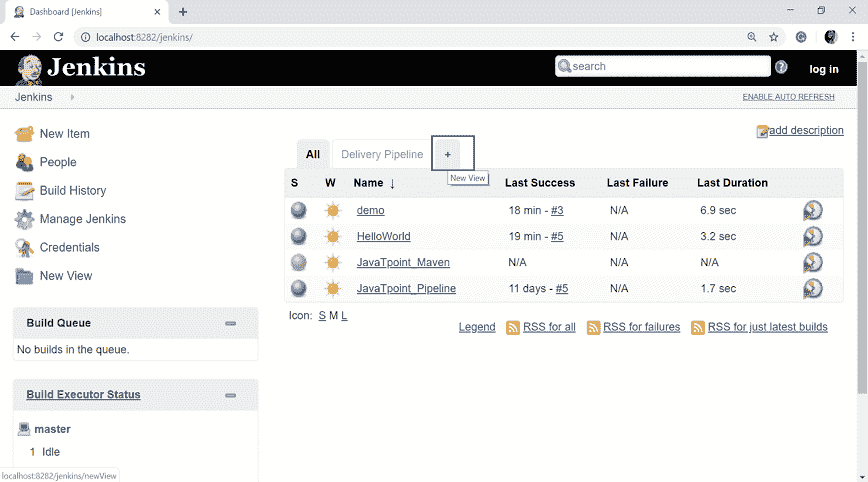 Dashboard [Jenkins]
localhost:8282/jenkins/
Jenkins
search
log in
Jenkins
ENABLE AUTO REFRESH
New Item
People
Build History
Manage Jenkins
Credentials
New View
Build Queue
No builds in the queue.
Build Executor Status
master
1 Idle
add description
All Delivery Pipeline +
New View
S W Name ↓ Last Success Last Failure Last Duration
demo 18 min - #3 N/A 6.9 sec
HelloWorld 19 min - #5 N/A 3.2 sec
JavaTpoint_Maven N/A N/A N/A
JavaTpoint_Pipeline 11 days - #5 N/A 1.7 sec
Icon: S M L
Legend RSS for all RSS for failures RSS for just latest builds
localhost:8282/jenkins/newView